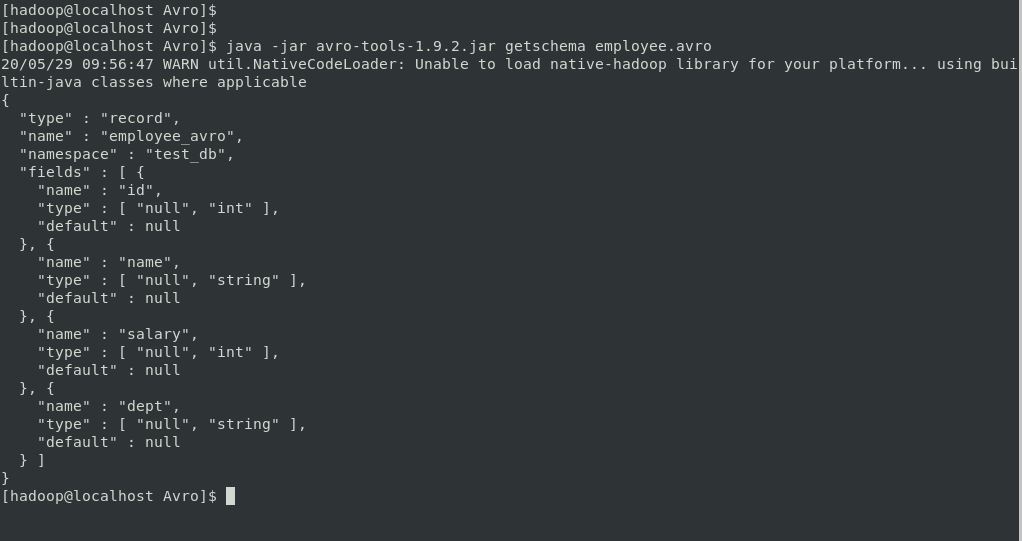 [hadoop@localhost Avro]$
[hadoop@localhost Avro]$
[hadoop@localhost Avro]$ java -jar avro-tools-1.9.2.jar getschema employee.avro
20/05/29 09:56:47 WARN util.NativeCodeLoader: Unable to load native-hadoop library for your platform... using bui
ltin-java classes where applicable
{
  "type" : "record",
  "name" : "employee_avro",
  "namespace" : "test_db",
  "fields" : [ {
    "name" : "id",
    "type" : [ "null", "int" ],
    "default" : null
  }, {
    "name" : "name",
    "type" : [ "null", "string" ],
    "default" : null
  }, {
    "name" : "salary",
    "type" : [ "null", "int" ],
    "default" : null
  }, {
    "name" : "dept",
    "type" : [ "null", "string" ],
    "default" : null
  } ]
}
[hadoop@localhost Avro]$